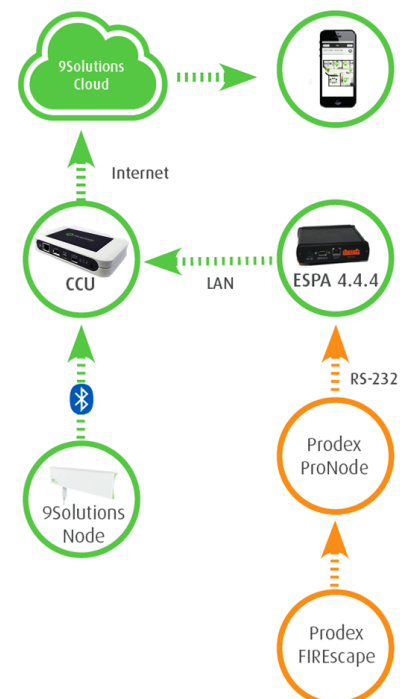 9Solutions
Cloud
Internet
CCU
LAN
ESPA 4.4.4
RS-232
9Solutions
Node
Prodex
ProNode
Prodex
FIREscape